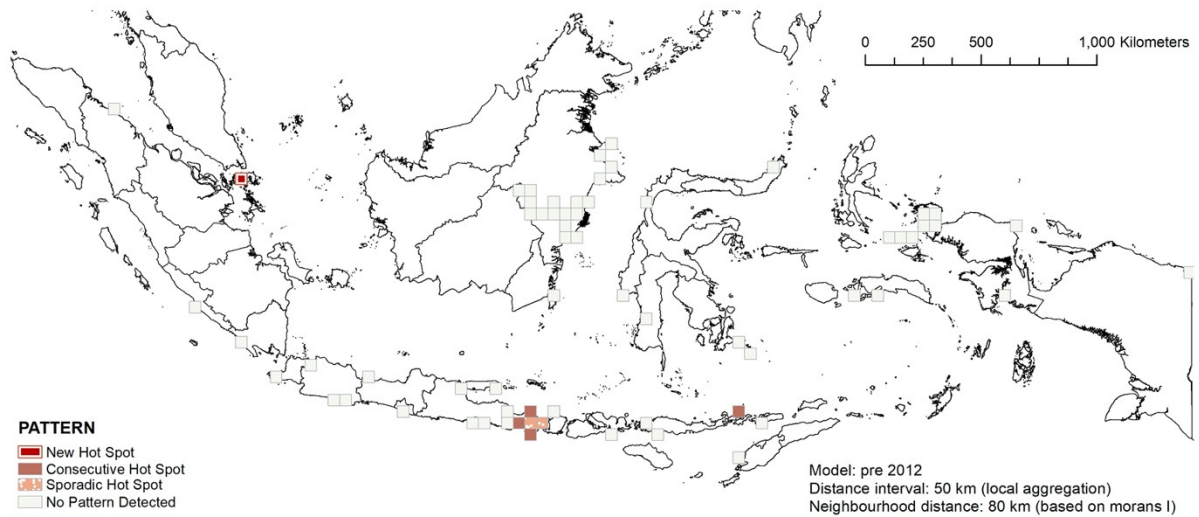 0 250 500 1,000 Kilometers
PATTERN
New Hot Spot
Consecutive Hot Spot
Sporadic Hot Spot
No Pattern Detected
Model: pre 2012
Distance interval: 50 km (local aggregation)
Neighbourhood distance: 80 km (based on morans I)